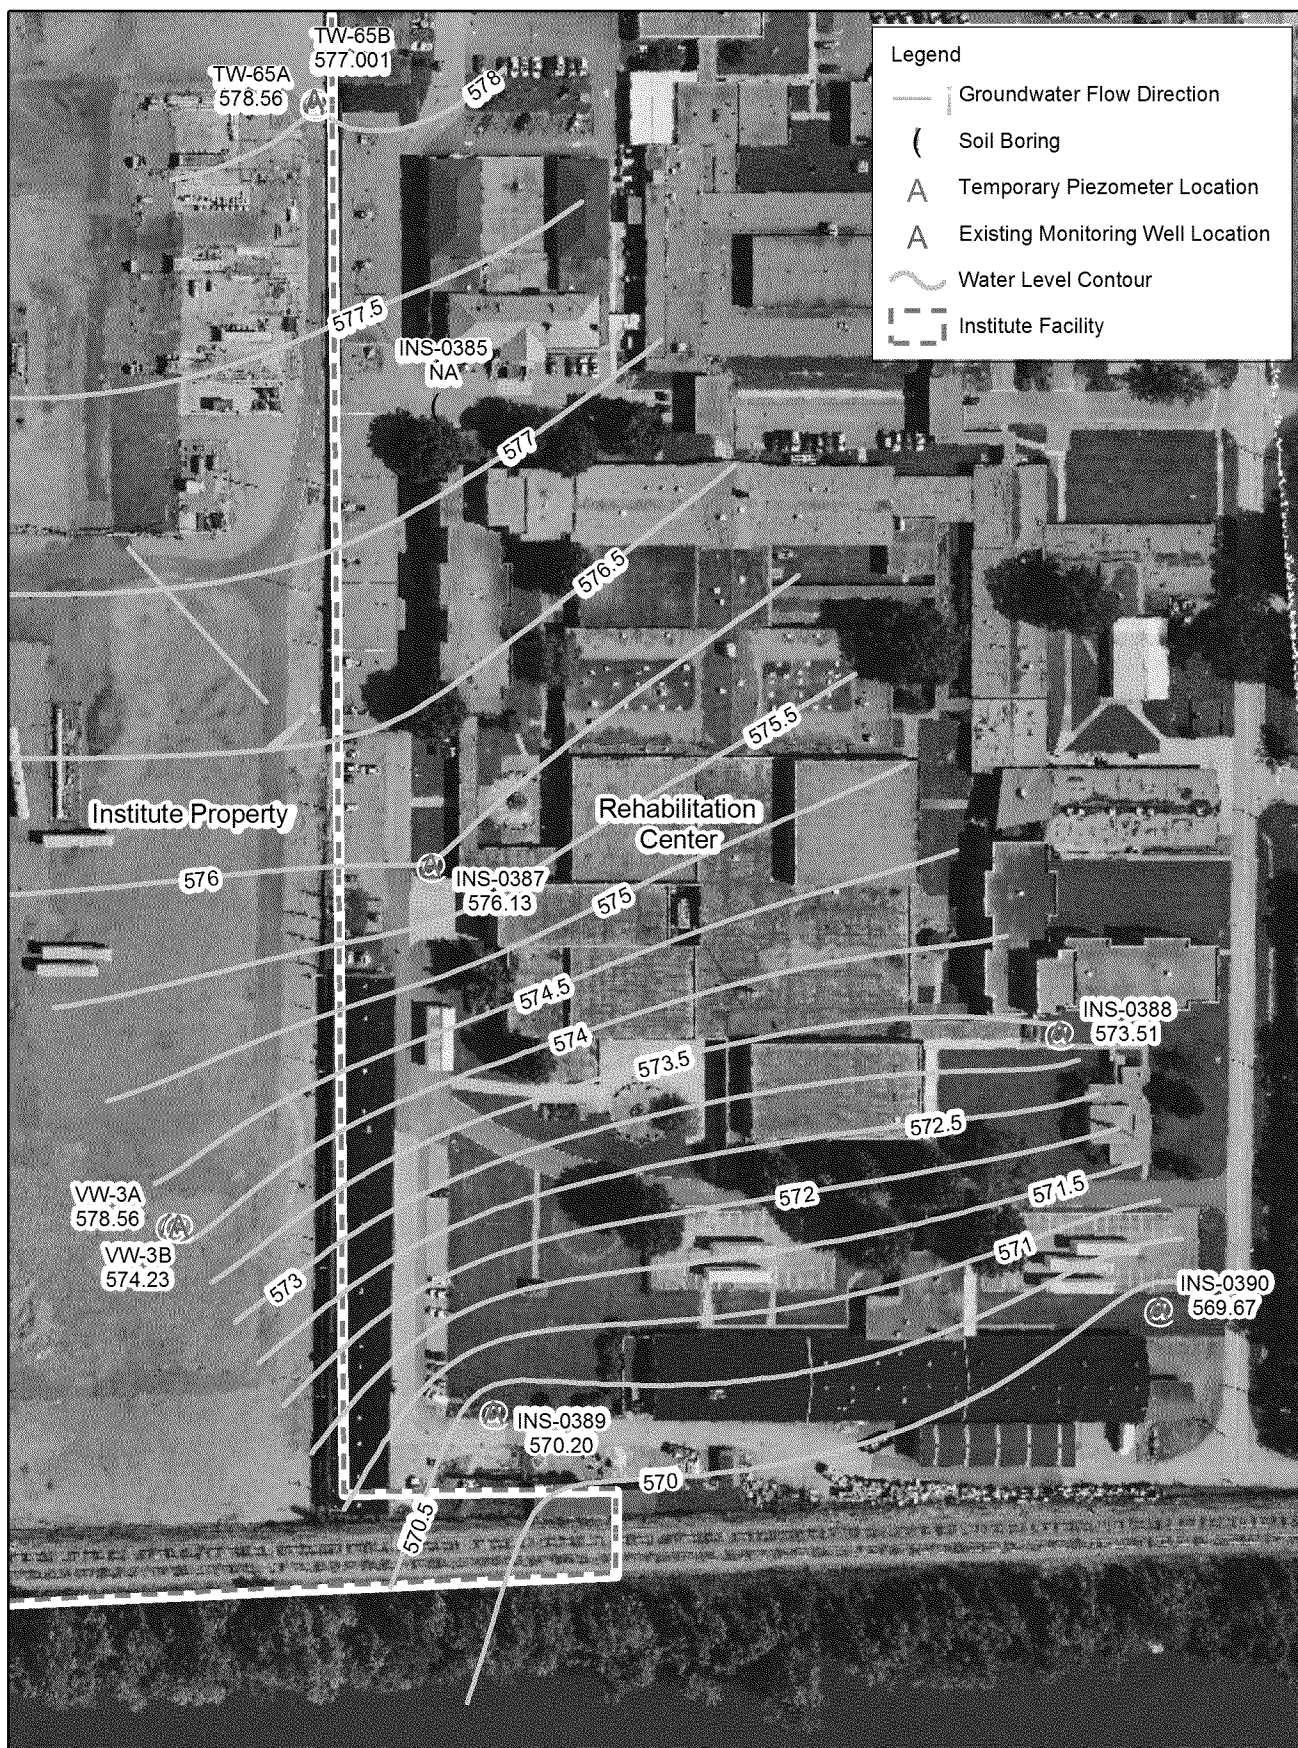 TW-65B
577.001
TW-65A
578.56
578
Legend
Groundwater Flow Direction
( Soil Boring
A Temporary Piezometer Location
A Existing Monitoring Well Location
Water Level Contour
Institute Facility
A
577.5
INS-0385
NA
577
576.5
575.5
Institute Property
Rehabilitation
Center
576
INS-0387
576.13
575
574.5
574
573.5
INS-0388
573.51
572.5
572
571.5
VW-3A
578.56
A
VW-3B
574.23
573
571
INS-0390
569.67
INS-0389
570.20
570
570.5